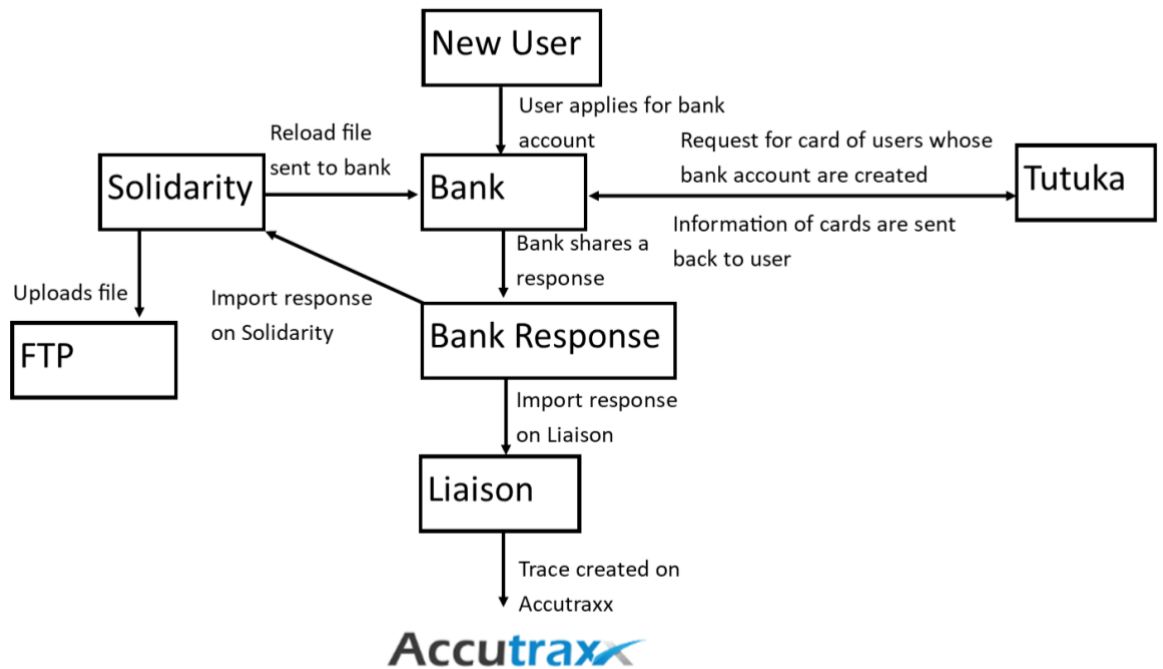 New User
User applies for bank
account
Reload file
sent to bank
Request for card of users whose
bank account are created
Solidarity
Bank
Tutuka
Information of cards are sent
back to user
Bank shares a
response
Uploads file
Import response
on Solidarity
FTP
Bank Response
Import response
on Liaison
Liaison
Trace created on
Accutraxx
Accutraxx